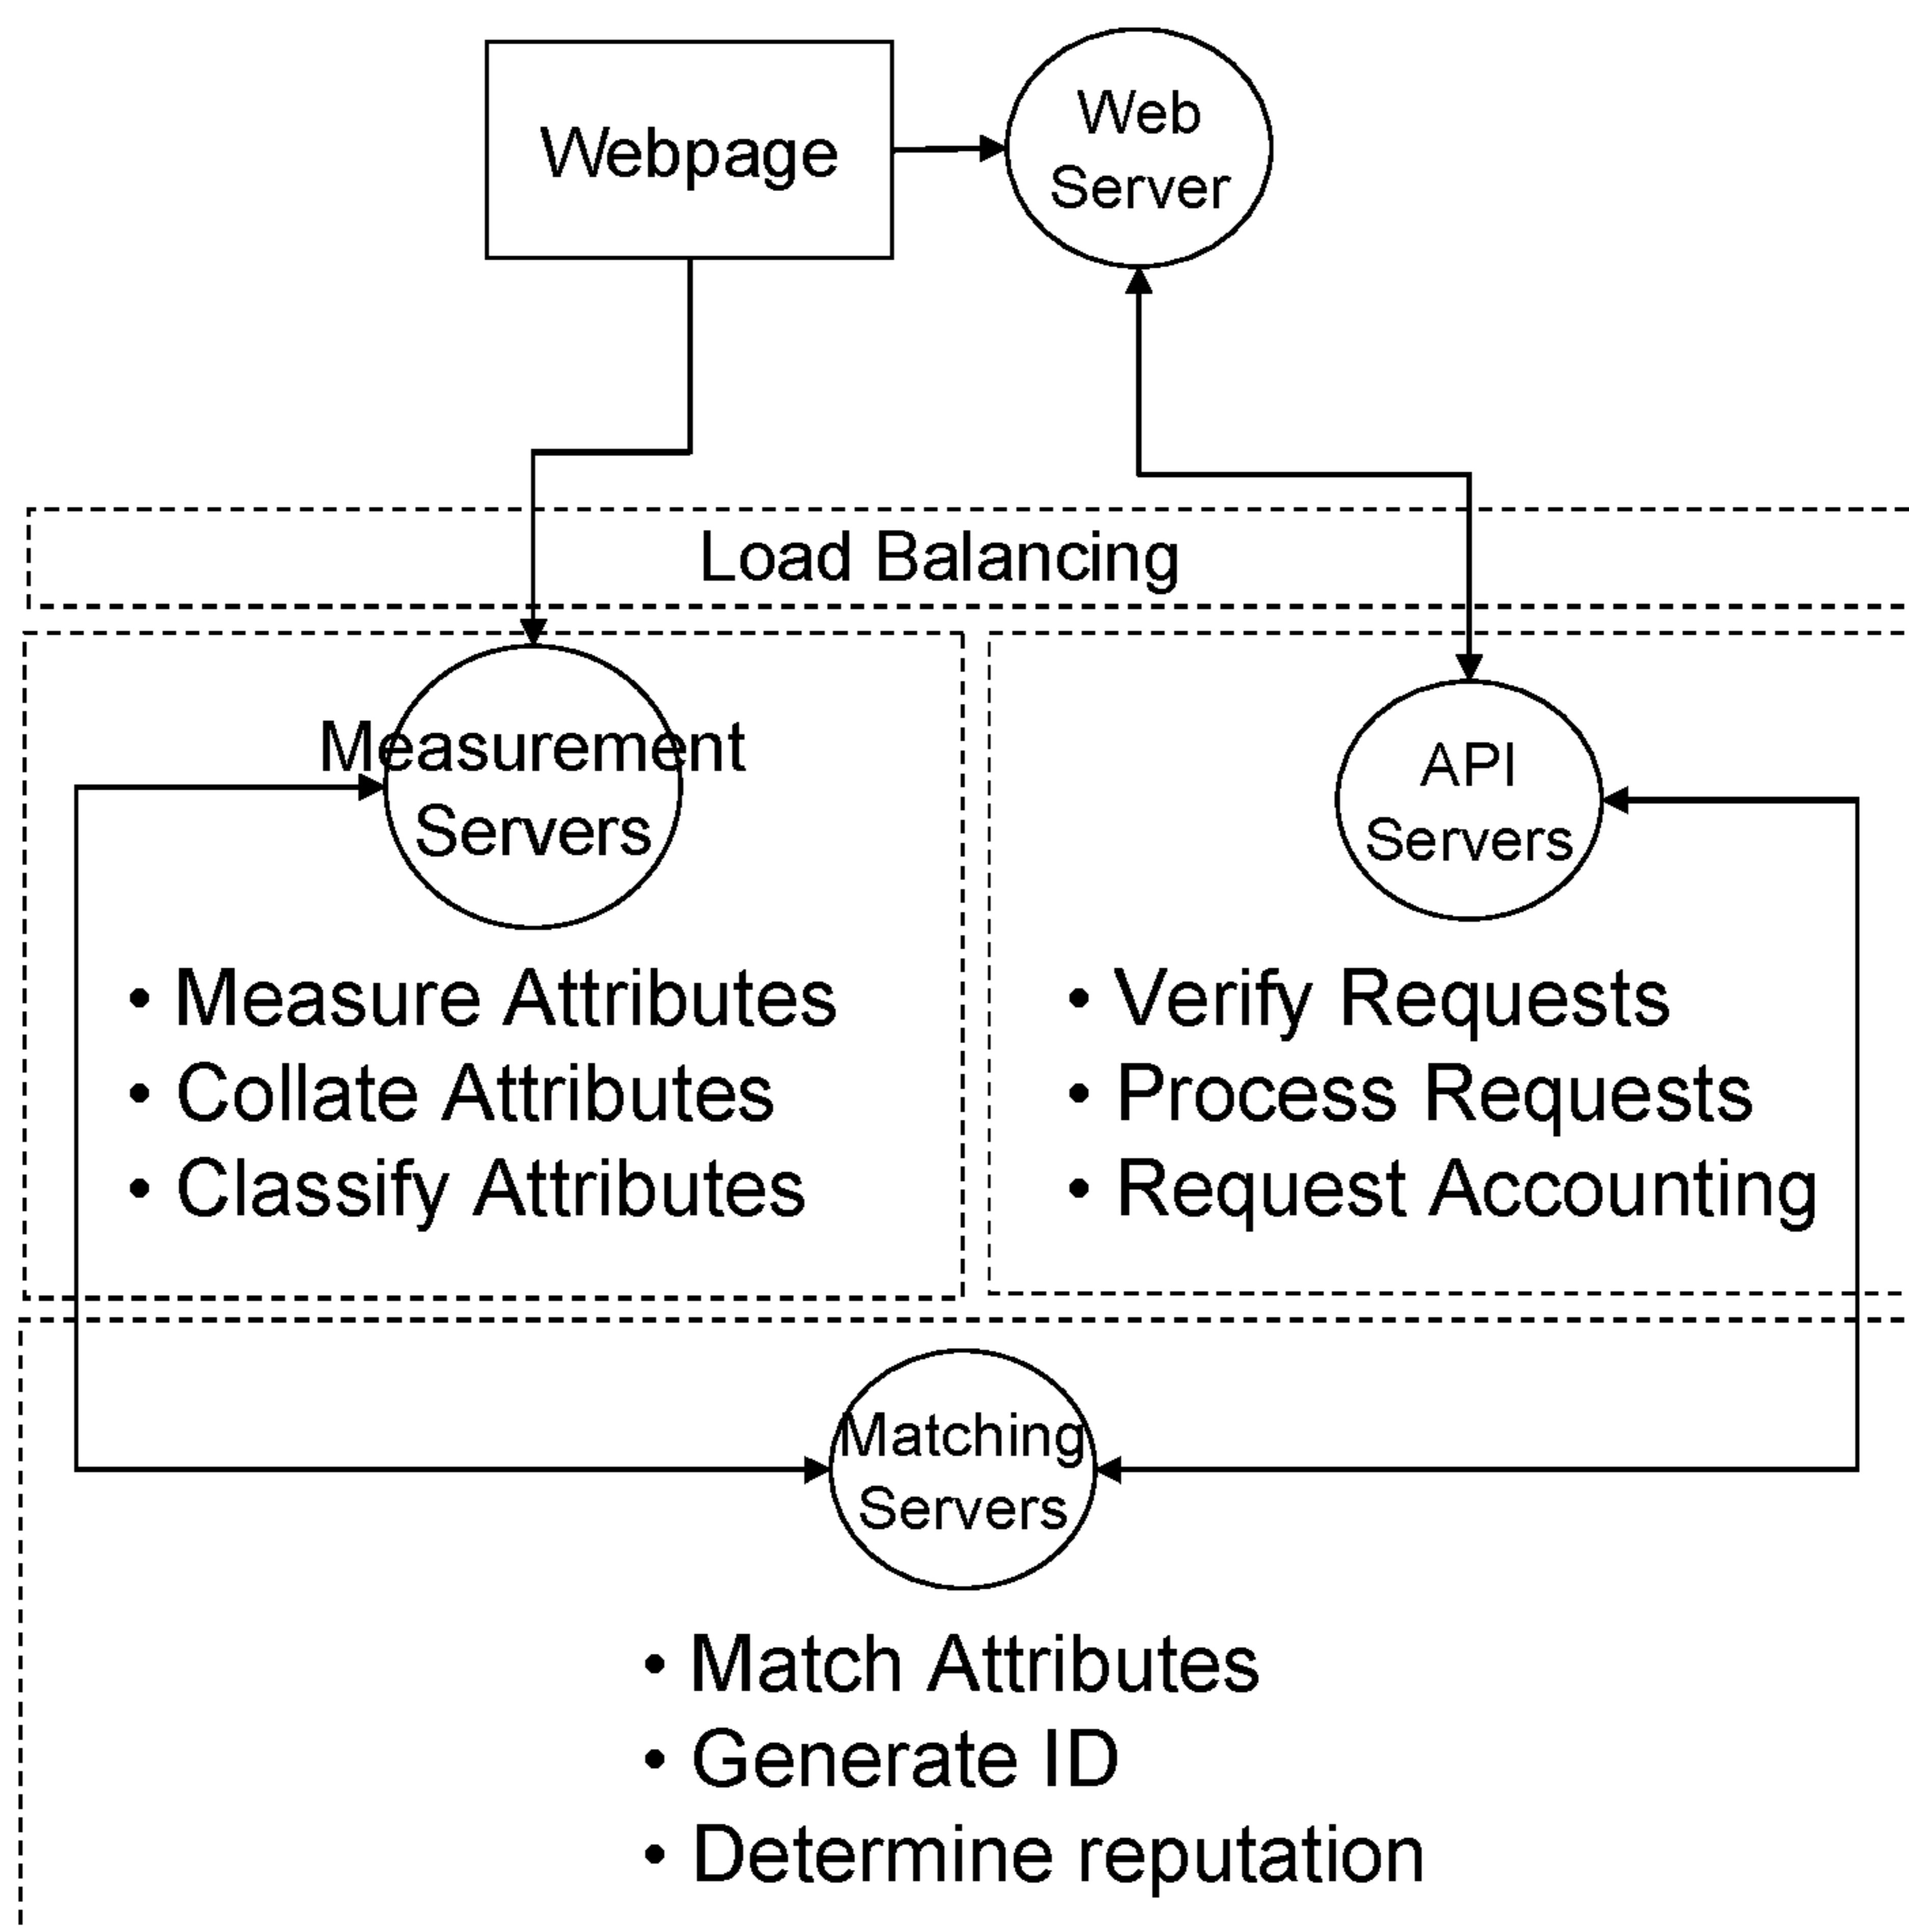 Webpage
Web
Server
Load Balancing
Measurement
Servers
API
Servers
• Measure Attributes
• Collate Attributes
• Classify Attributes
• Verify Requests
• Process Requests
• Request Accounting
Matching
Servers
• Match Attributes
• Generate ID
• Determine reputation